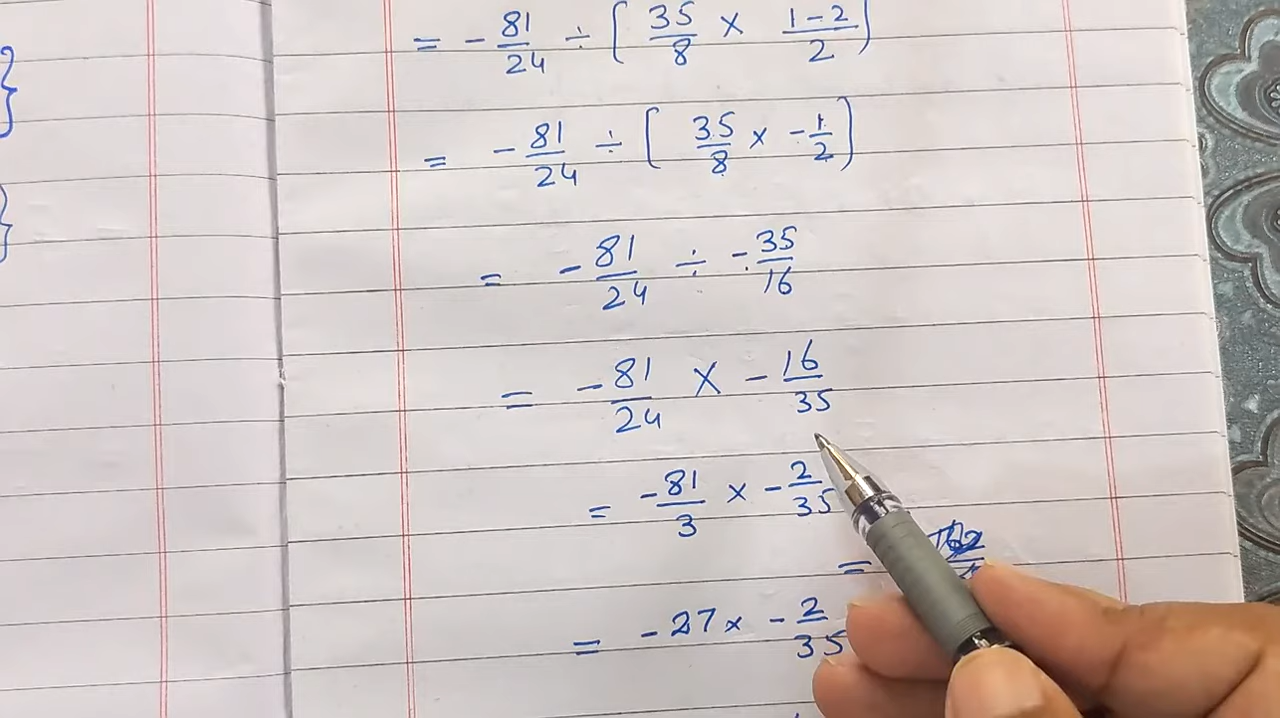 = - 81/24 ÷ [ 35/8 × 1-2/2 ]
= - 81/24 ÷ [ 35/8 × - 1/2 ]
= - 81/24 ÷ - 35/16
= - 81/24 × - 16/35
= -81/3 × - 2/35
=
= - 27 × - 2/35
}
}